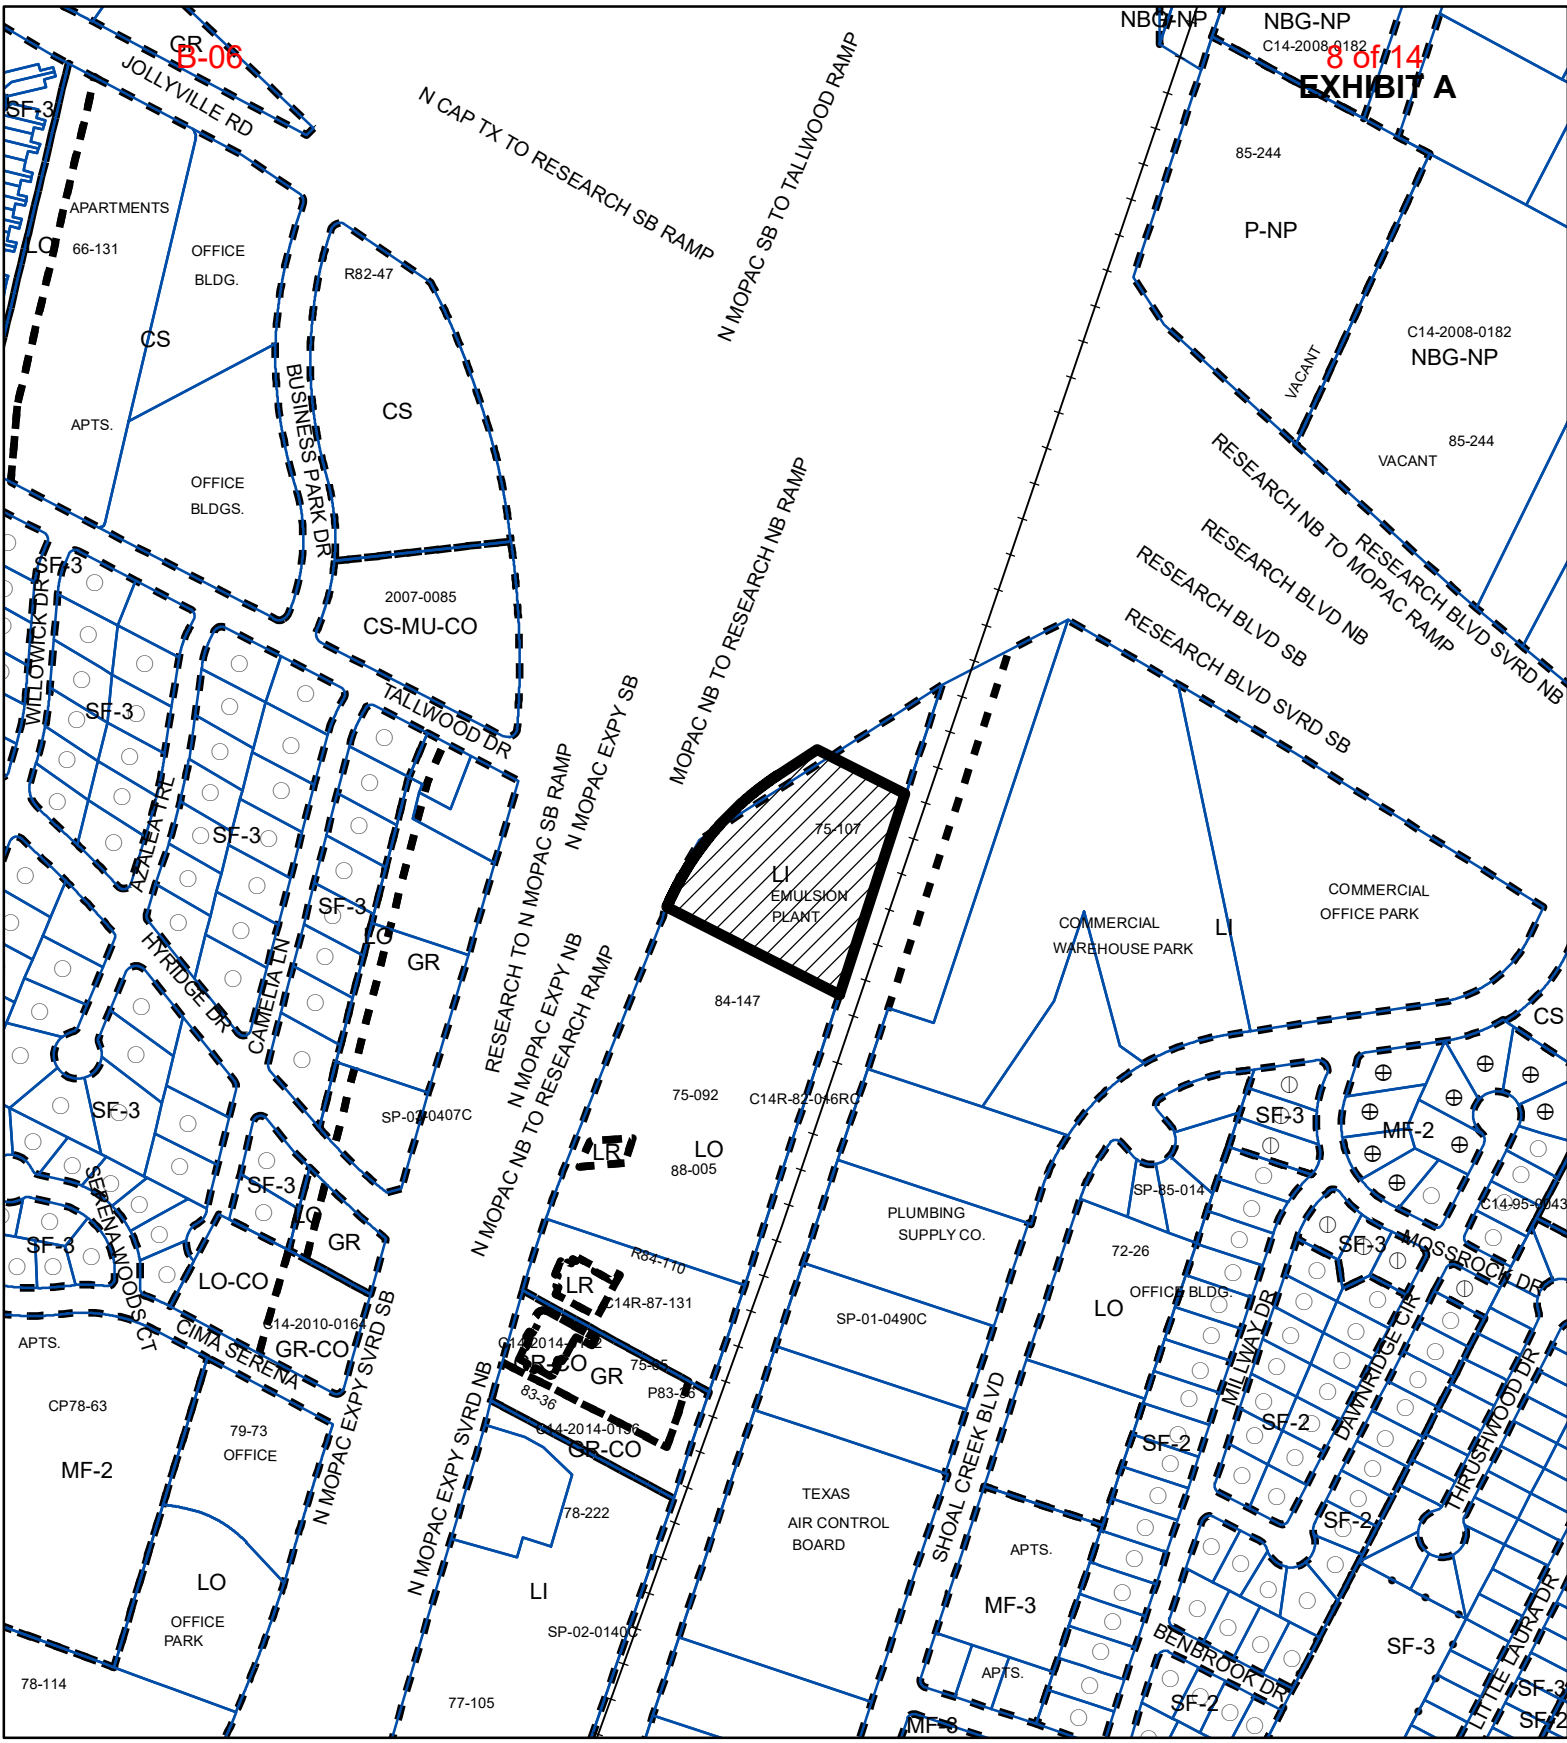 B-06
8 of 14
EXHIBIT A
GR
JOLLYVILLE RD
SF-3
N CAP TX TO RESEARCH SB RAMP
N MOPAC SB TO TALLWOOD RAMP
NBG-NP
NBG-NP
C14-2008-0182
85-244
P-NP
C14-2008-0182
NBG-NP
VACANT
85-244
VACANT
APARTMENTS
LO
66-131
OFFICE
BLDG.
R82-47
CS
CS
BUSINESS PARK DR
APTS.
OFFICE
BLDGS.
2007-0085
CS-MU-CO
MOPAC NB TO RESEARCH NB RAMP
RESEARCH NB TO MOPAC RAMP
RESEARCH BLVD SVRD NB
RESEARCH BLVD NB
RESEARCH BLVD SB
RESEARCH BLVD SVRD SB
SF-3
WILLOWICK DR
SF-3
TALLWOOD DR
AZALEA TRL
SF-3
SF-3
LO
GR
HYRIDGE DR
CAMELIA LN
RESEARCH TO N MOPAC SB RAMP
N MOPAC EXPY SB
N MOPAC EXPY NB
N MOPAC NB TO RESEARCH RAMP
75-107
LI
EMULSION
PLANT
COMMERCIAL
WAREHOUSE PARK
LI
COMMERCIAL
OFFICE PARK
CS
84-147
75-092
C14R-82-046RC
LR
LO
88-005
SP-03-0407C
SF-3
SERENA WOODS CT
SF-3
SF-3
LO
GR
LO-CO
C14-2010-0164
GR-CO
CIMA SERENA
N MOPAC EXPY SVRD SB
APTS.
CP78-63
MF-2
79-73
OFFICE
LO
OFFICE
PARK
78-114
R84-110
LR
C14R-87-131
GR-CO
GR
P83-36
83-36
GR-CO
N MOPAC EXPY SVRD NB
78-222
LI
SP-02-0140C
77-105
PLUMBING
SUPPLY CO.
SP-01-0490C
TEXAS
AIR CONTROL
BOARD
SHOAL CREEK BLVD
SP-85-014
72-26
OFFICE BLDG.
LO
SF-3
MF-2
C14-95-0043
SF-3
MOSSROCK DR
MILLWAY DR
DAWNRIDGE CIR
THRUSHWOOD DR
SF-2
SF-2
SF-2
APTS.
MF-3
APTS.
MF-3
BENBROOK DR
SF-2
SF-3
LITTLE LAURA DR
SF-3
SF-2